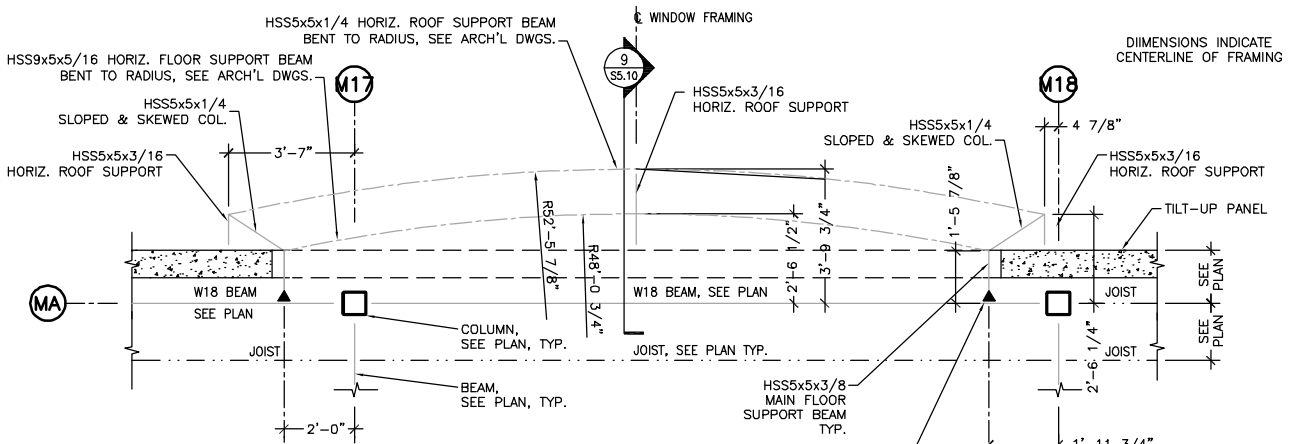 HSS5x5x1/4 HORIZ. ROOF SUPPORT BEAM
BENT TO RADIUS, SEE ARCH'L DWGS.
℄ WINDOW FRAMING
HSS9x5x5/16 HORIZ. FLOOR SUPPORT BEAM
BENT TO RADIUS, SEE ARCH'L DWGS.
DIIMENSIONS INDICATE
CENTERLINE OF FRAMING
9
S5.10
M17
M18
HSS5x5x1/4
SLOPED & SKEWED COL.
HSS5x5x3/16
HORIZ. ROOF SUPPORT
HSS5x5x1/4
SLOPED & SKEWED COL.
4 7/8"
3'-7"
HSS5x5x3/16
HORIZ. ROOF SUPPORT
HSS5x5x3/16
HORIZ. ROOF SUPPORT
R52'-5 7/8"
R48'-0 3/4"
2'-6 1/2"
3'-9 3/4"
1'-5 7/8"
TILT-UP PANEL
SEE
PLAN
MA
W18 BEAM
SEE PLAN
W18 BEAM, SEE PLAN
JOIST
COLUMN,
SEE PLAN, TYP.
SEE
PLAN
JOIST
JOIST, SEE PLAN TYP.
JOIST
2'-6 1/4"
BEAM,
SEE PLAN, TYP.
HSS5x5x3/8
MAIN FLOOR
SUPPORT BEAM
TYP.
2'-0"
1'-11 3/4"